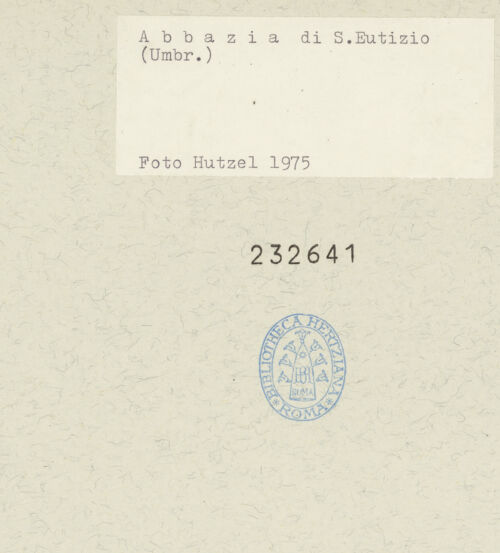 A b b a z i a  di S.Eutizio
(Umbr.)
Foto Hutzel 1975
232641
BIBLIOTHECA HERTZIANA
ROMA